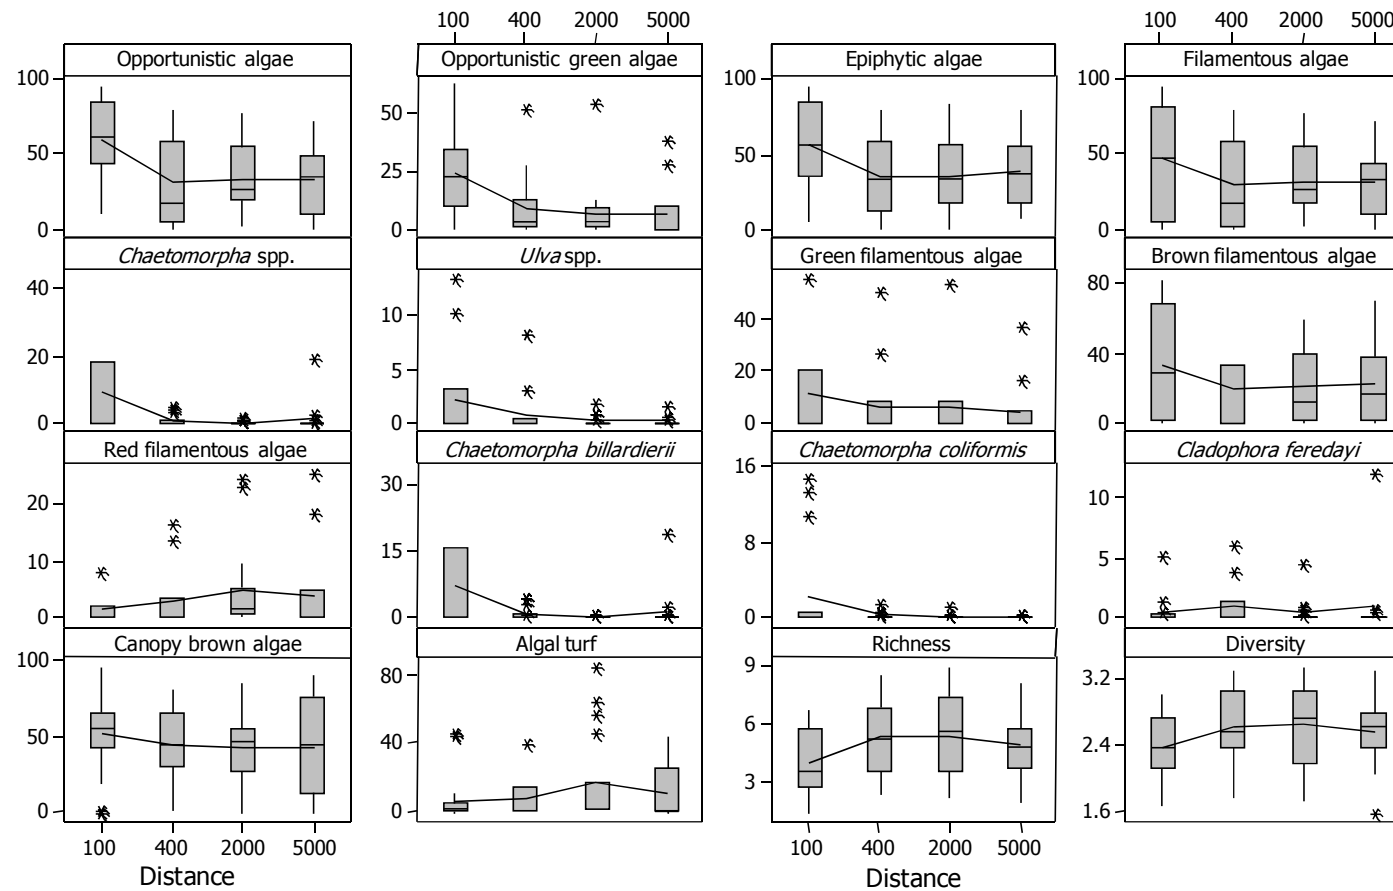 100 400 2000 5000 100 400 2000 5000
Opportunistic algae Opportunistic green algae Epiphytic algae Filamentous algae
100 50 0 50 25 0 100 50 0 100 50 0
Chaetomorpha spp. Ulva spp. Green filamentous algae Brown filamentous algae
40 20 0 10 5 0 40 20 0 80 40 0
Red filamentous algae Chaetomorpha billardierii Chaetomorpha coliformis Cladophora feredayi
20 10 0 30 15 0 16 8 0 10 5 0
Canopy brown algae Algal turf Richness Diversity
100 50 0 80 40 0 9 6 3 3.2 2.4 1.6
100 400 2000 5000 100 400 2000 5000
Distance Distance